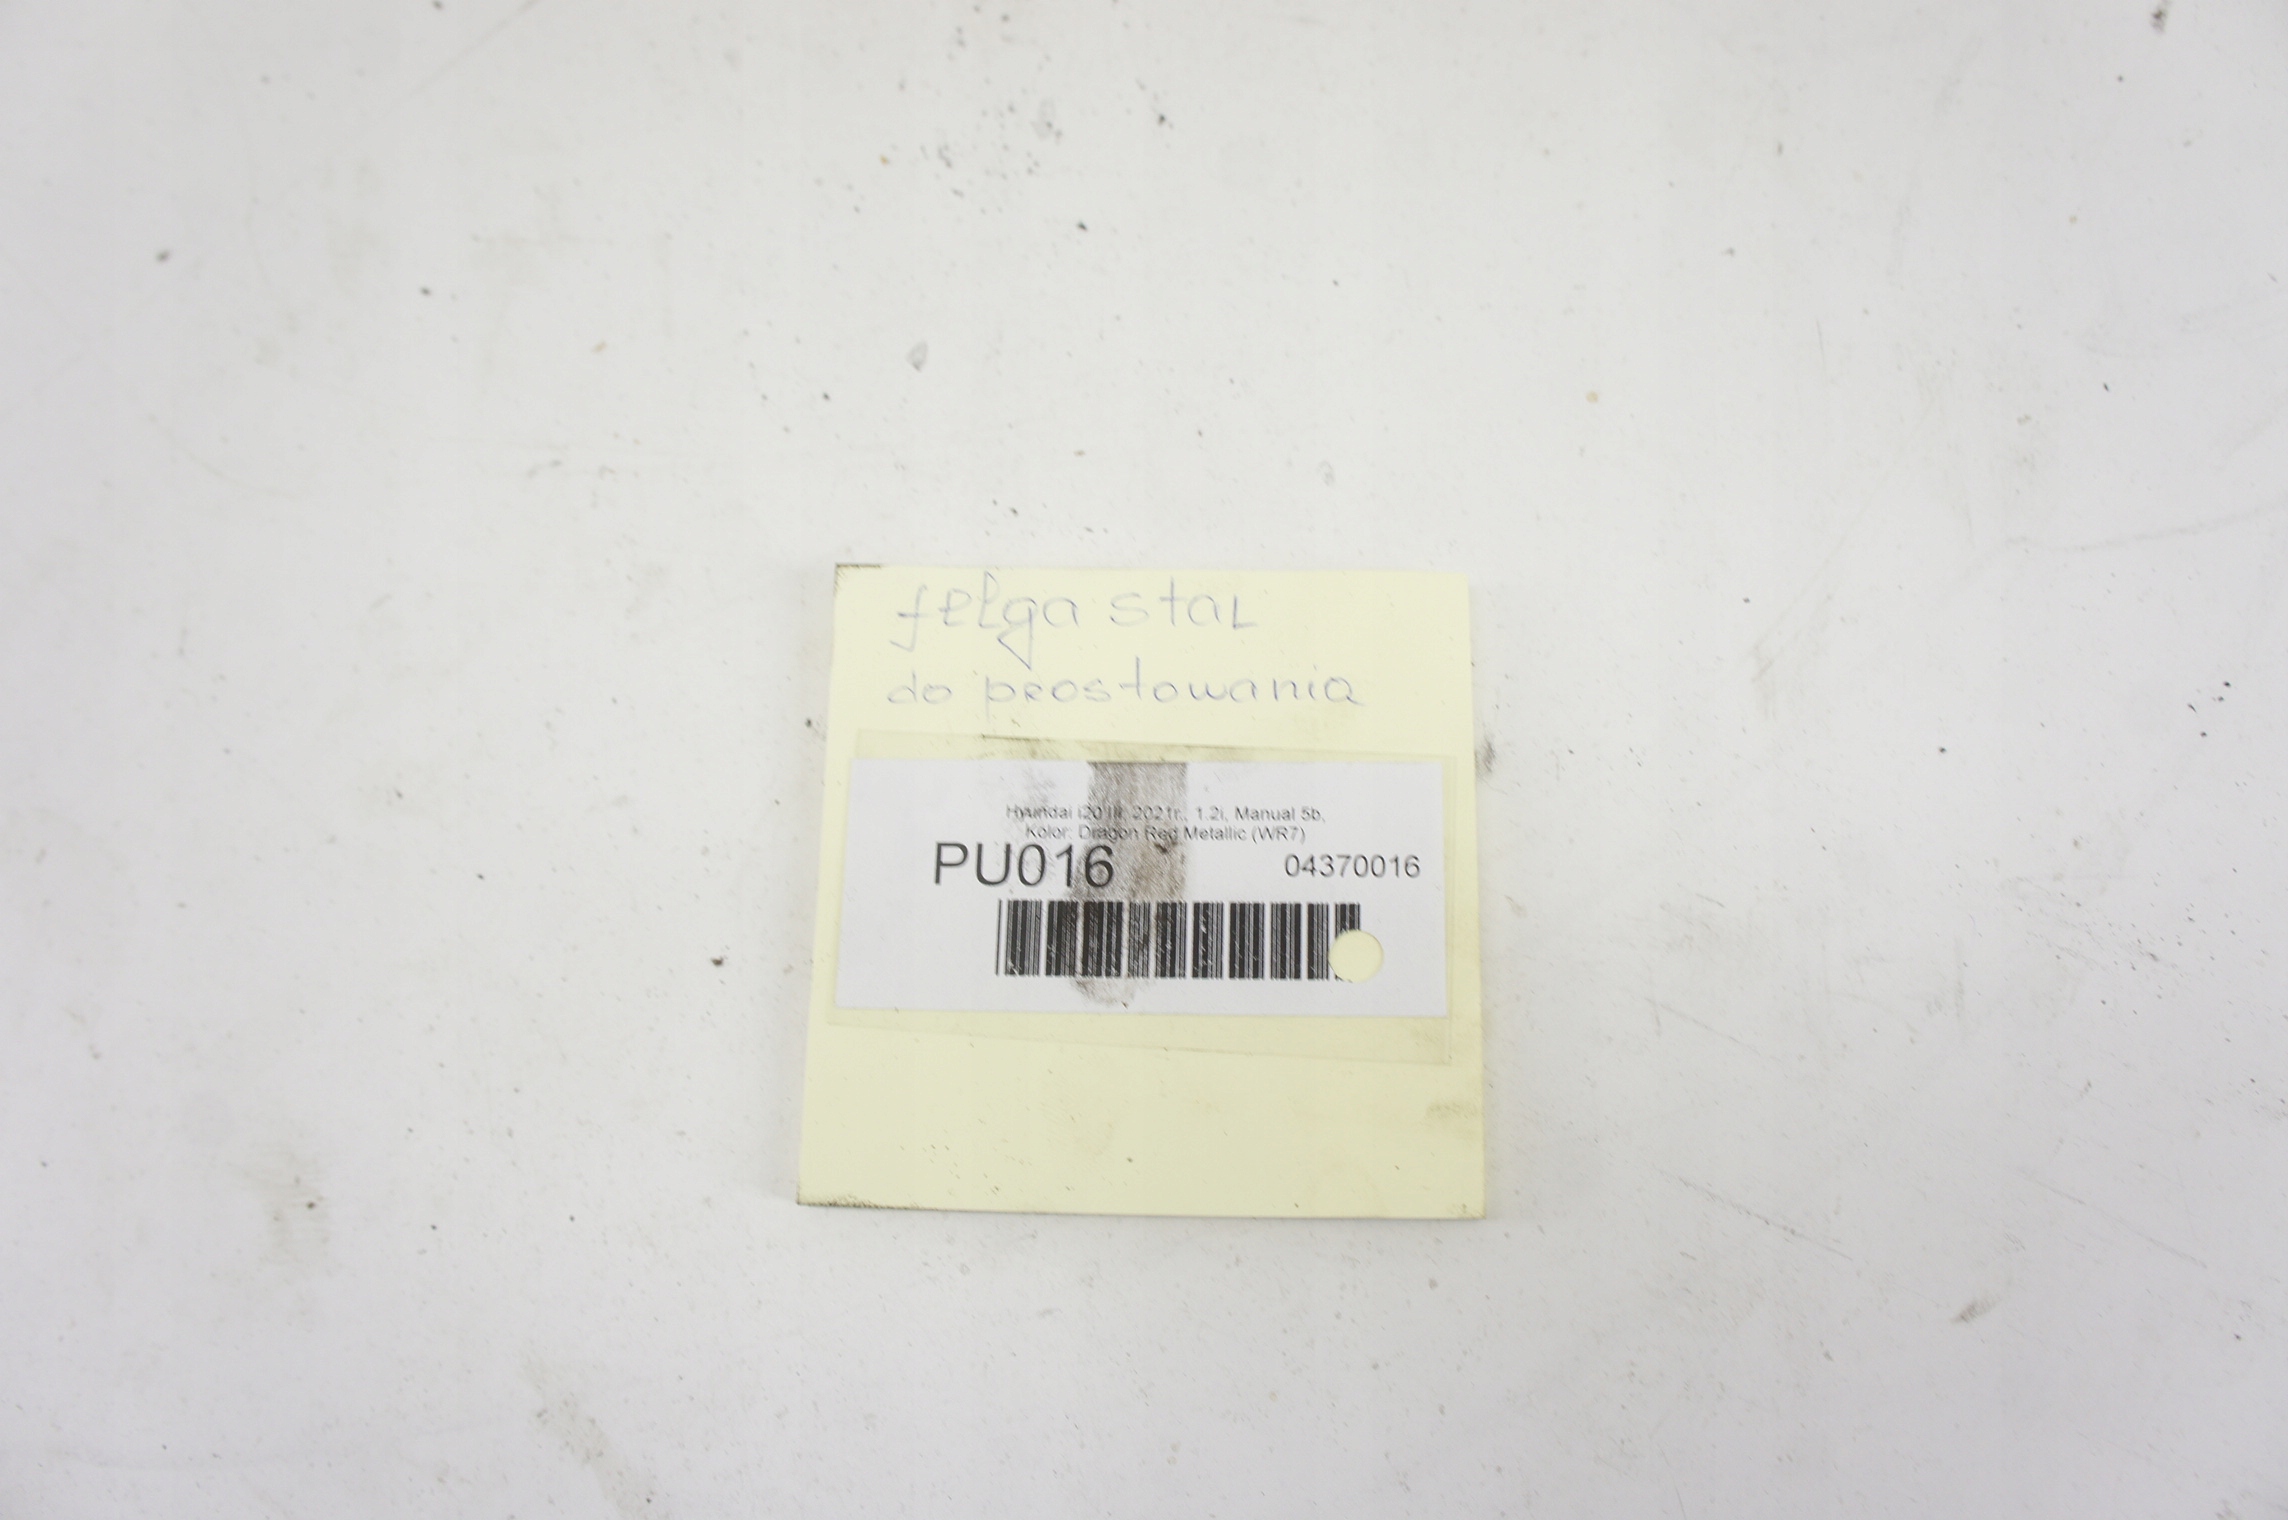 felga stal
do prostowania
Hyundai i20 III, 2021r., 1.2i, Manual 5b,
Kolor: Dragon Red Metallic (WR7)
PU016 04370016